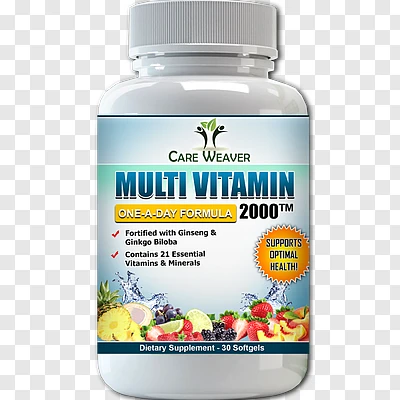 CARE WEAVER
MULTI VITAMIN
ONE-A-DAY FORMULA 2000™
✓ Fortified with Ginseng &
Ginkgo Biloba
✓ Contains 21 Essential
Vitamins & Minerals
SUPPORTS
OPTIMAL
HEALTH!
Dietary Supplement - 30 Softgels